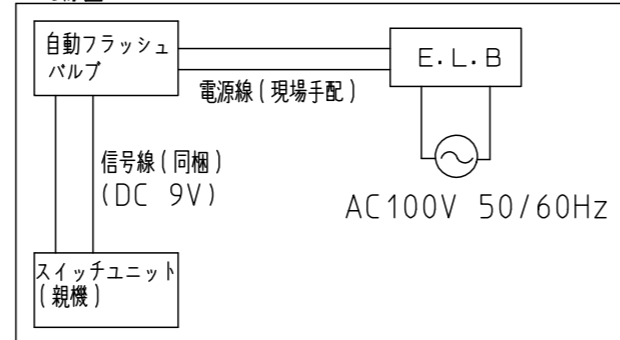 自動フラッシュ
バルブ
E.L.B
電源線(現場手配)
信号線(同梱)
(DC 9V)
AC100V 50/60Hz
スイッチユニット
(親機)